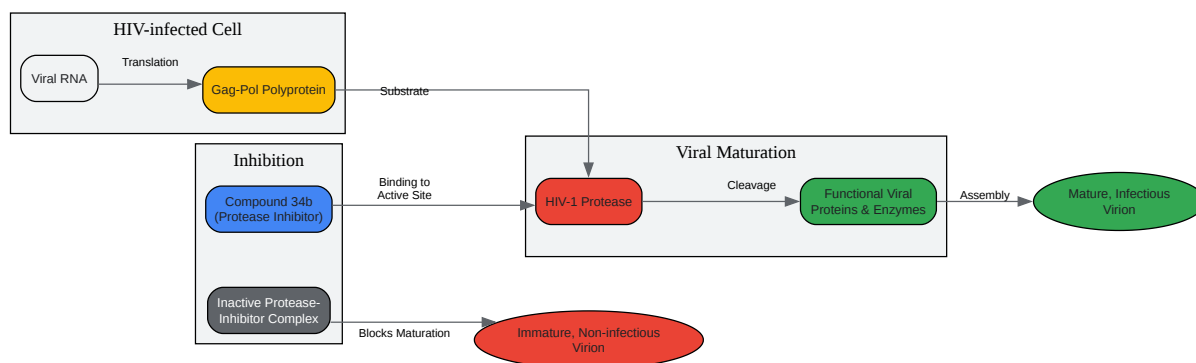 HIV-infected Cell
Viral RNA
Translation
Gag-Pol Polyprotein
Substrate
Inhibition
Compound 34b
(Protease Inhibitor)
Binding to
Active Site
Viral Maturation
HIV-1 Protease
Cleavage
Functional Viral
Proteins & Enzymes
Assembly
Mature, Infectious
Virion
Inactive Protease-
Inhibitor Complex
Blocks Maturation
Immature, Non-infectious
Virion